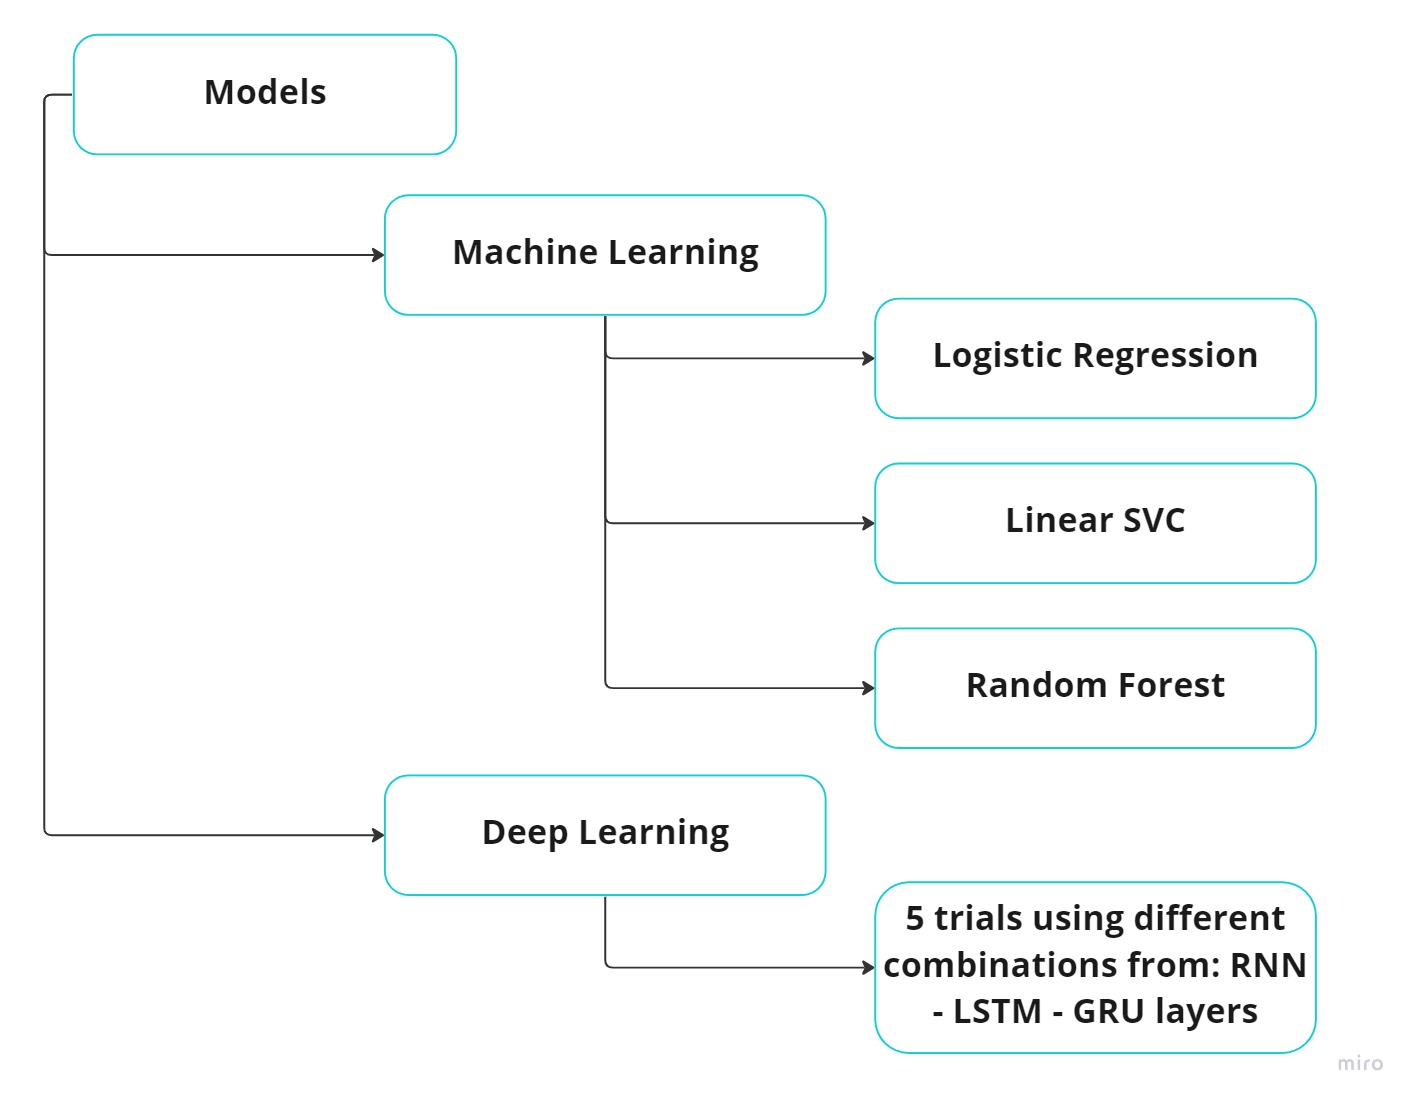 Models
Machine Learning
Logistic Regression
Linear SVC
Random Forest
Deep Learning
5 trials using different
combinations from: RNN
- LSTM - GRU layers
miro